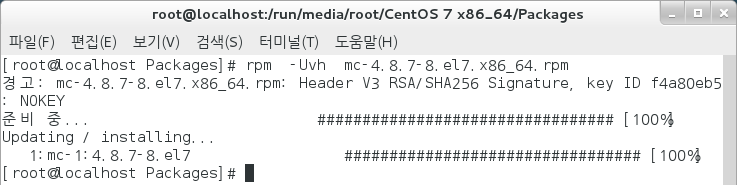 root@localhost:/run/media/root/CentOS 7 x86_64/Packages
파일(F) 편집(E) 보기(V) 검색(S) 터미널(T) 도움말(H)
[root@localhost Packages]# rpm -Uvh mc-4.8.7-8.el7.x86_64.rpm
경고: mc-4.8.7-8.el7.x86_64.rpm: Header V3 RSA/SHA256 Signature, key ID f4a80eb5
: NOKEY
준비 중... ################################# [100%]
Updating / installing...
1:mc-1:4.8.7-8.el7 ################################# [100%]
[root@localhost Packages]#